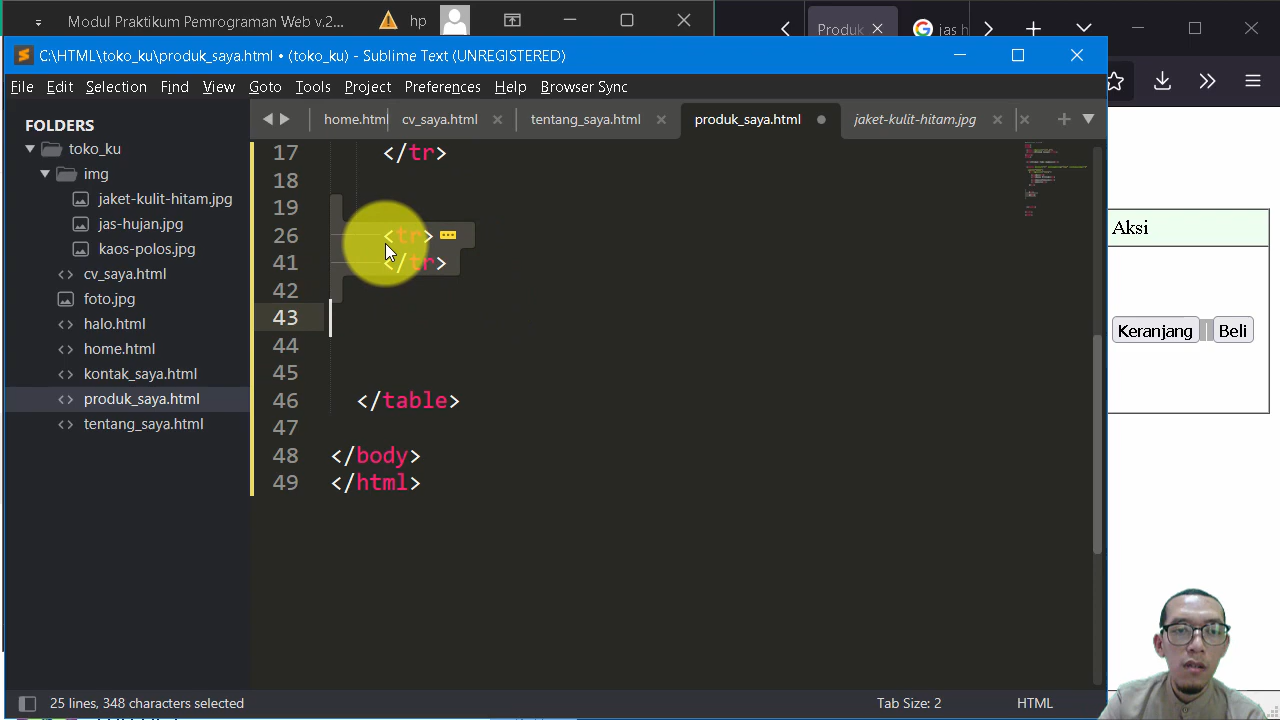 Modul Praktikum Pemrograman Web v.2...
hp
Produk
jas h
C:\HTML\toko_ku\produk_saya.html • (toko_ku) - Sublime Text (UNREGISTERED)
File Edit Selection Find View Goto Tools Project Preferences Help Browser Sync
FOLDERS
toko_ku
img
jaket-kulit-hitam.jpg
jas-hujan.jpg
kaos-polos.jpg
cv_saya.html
foto.jpg
halo.html
home.html
kontak_saya.html
produk_saya.html
tentang_saya.html
home.html cv_saya.html tentang_saya.html produk_saya.html jaket-kulit-hitam.jpg
17 </tr>
18
19
26 <tr>
41 </tr>
42
43
44
45
46 </table>
47
48 </body>
49 </html>
Aksi
Keranjang | Beli
25 lines, 348 characters selected
Tab Size: 2
HTML